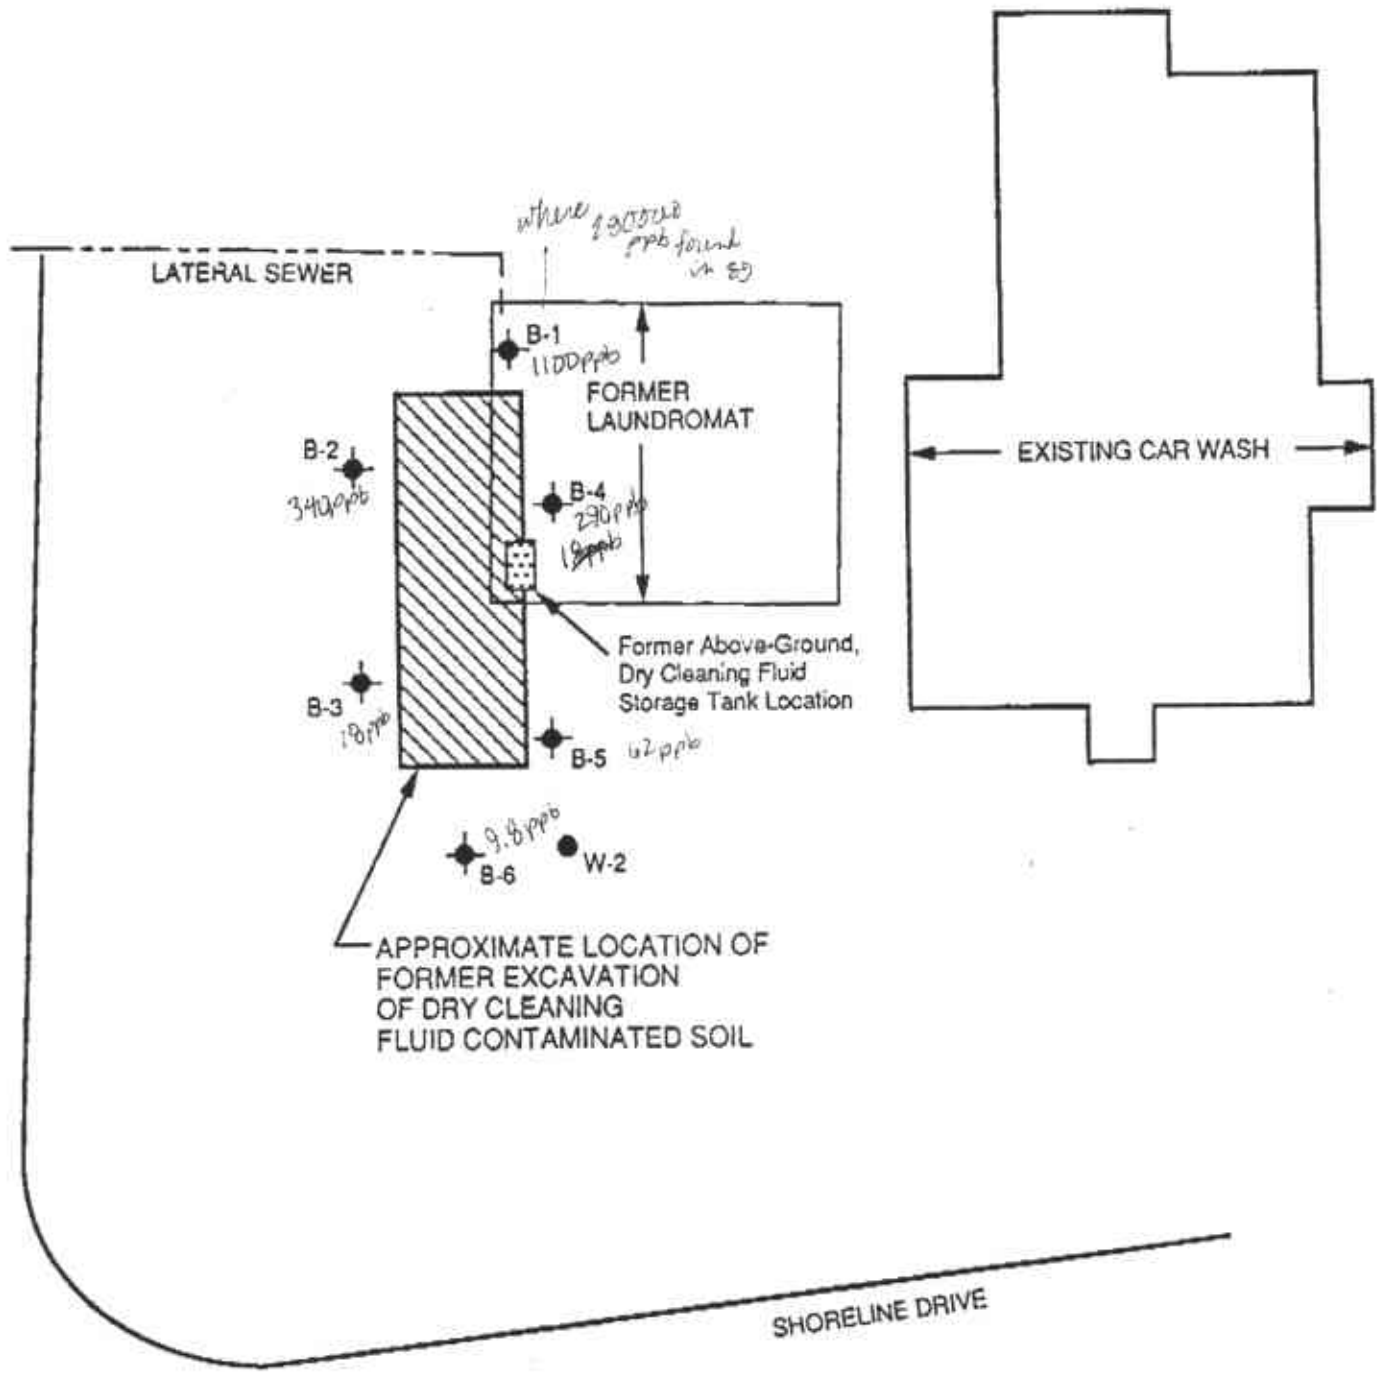 where
ppb found
in 89
LATERAL SEWER
B-1
1100ppb
FORMER
LAUNDROMAT
EXISTING CAR WASH
B-2
340ppb
B-4
290ppb
18ppb
Former Above-Ground,
Dry Cleaning Fluid
Storage Tank Location
B-3
18ppb
B-5
62ppb
9.8ppb
B-6
W-2
APPROXIMATE LOCATION OF
FORMER EXCAVATION
OF DRY CLEANING
FLUID CONTAMINATED SOIL
SHORELINE DRIVE